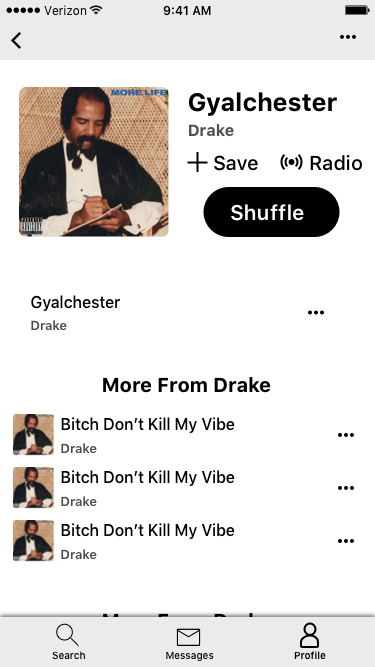 Verizon 9:41 AM
MORE LIFE
Gyalchester
Drake
Save Radio
Shuffle
Gyalchester
Drake
More From Drake
Bitch Don’t Kill My Vibe
Drake
Bitch Don’t Kill My Vibe
Drake
Bitch Don’t Kill My Vibe
Drake
Search Messages Profile